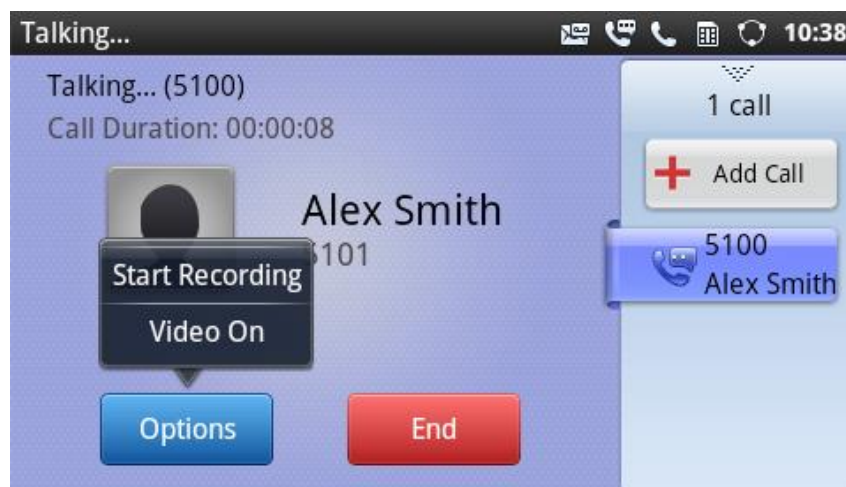 Talking...
10:38
Talking... (5100)
Call Duration: 00:00:08
Alex Smith
101
Start Recording
Video On
Options
End
1 call
Add Call
5100
Alex Smith